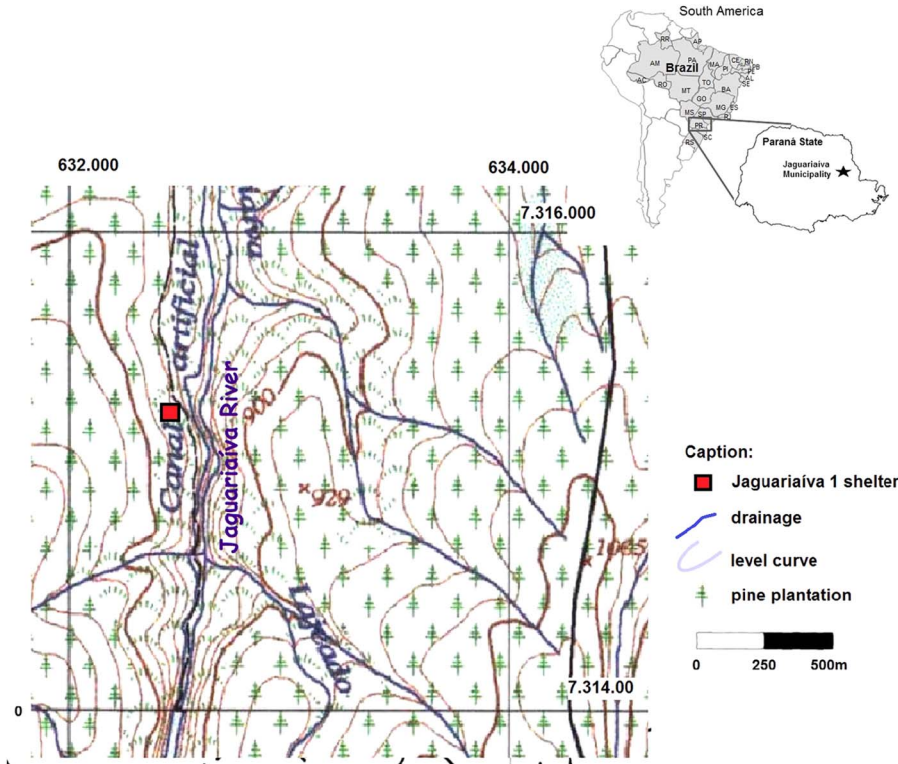 South America
RR
AP
AM
PA
MA
CE
RN
PB
PE
AL
SE
PI
Brazil
AC
RO
TO
MT
BA
GO
MG
ES
MS
SP
RJ
PR
SC
RS
Paraná State
Jaguariaíva
Municipality
632.000
634.000
7.316.000
Canal artificial
Jaguariaíva River
900
929
1065
Lajeado
7.314.00
0
Caption:
Jaguariaíva 1 shelter
drainage
level curve
pine plantation
0
250
500m